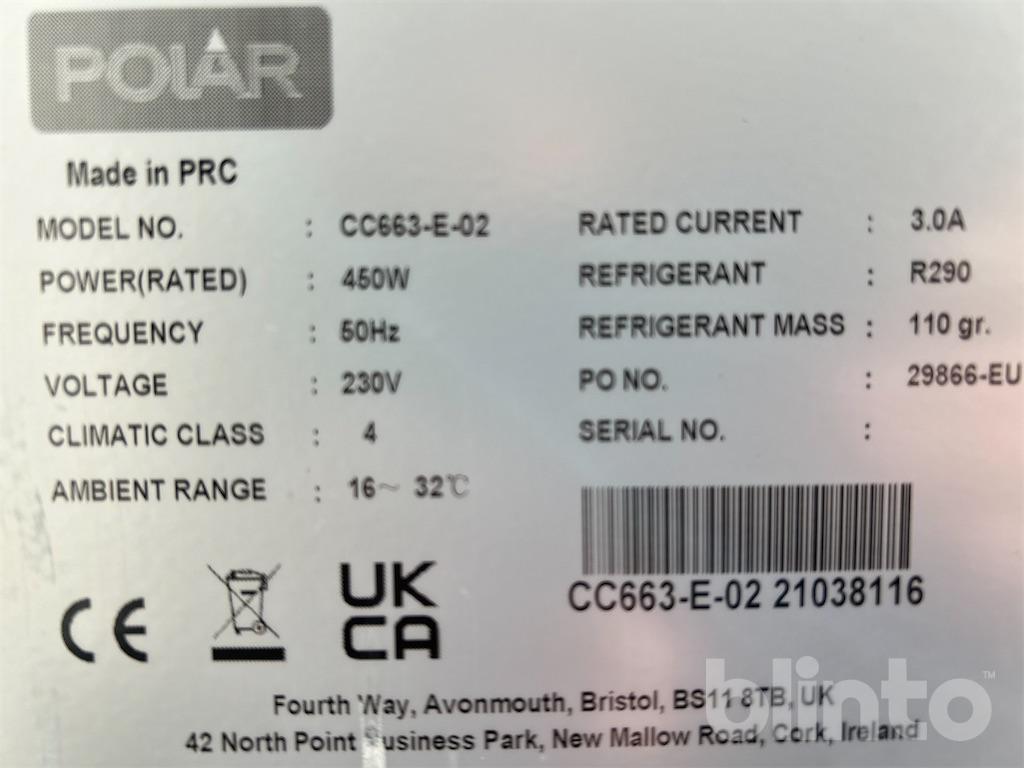 POLAR
Made in PRC
MODEL NO. : CC663-E-02
POWER(RATED) : 450W
FREQUENCY : 50Hz
VOLTAGE : 230V
CLIMATIC CLASS : 4
AMBIENT RANGE : 16~ 32℃
RATED CURRENT : 3.0A
REFRIGERANT : R290
REFRIGERANT MASS : 110 gr.
PO NO. : 29866-EU
SERIAL NO. :
CC663-E-02 21038116
CE
UK
CA
Fourth Way, Avonmouth, Bristol, BS11 8TB, UK
42 North Point Business Park, New Mallow Road, Cork, Ireland
blinto™